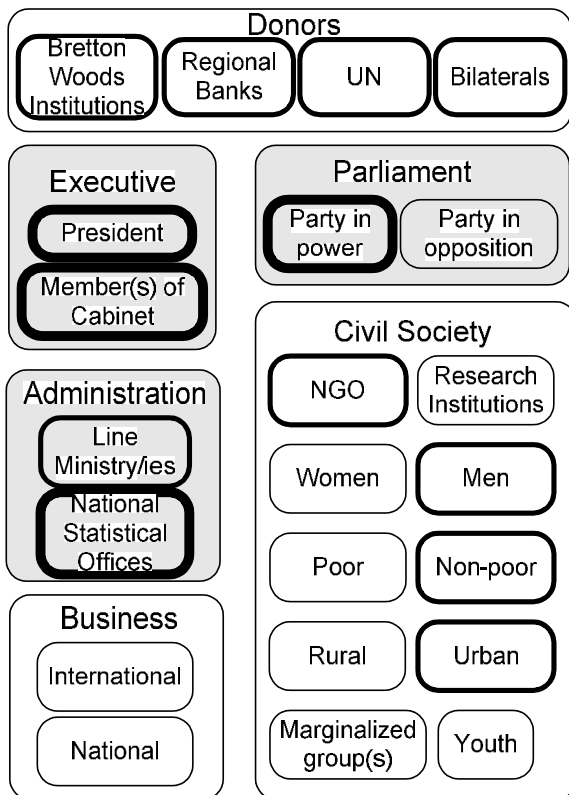 Donors
Bretton
Woods
Institutions
Regional
Banks
UN
Bilaterals
Executive
President
Member(s) of
Cabinet
Parliament
Party in
power
Party in
opposition
Administration
Line
Ministry/ies
National
Statistical
Offices
Business
International
National
Civil Society
NGO
Research
Institutions
Women
Men
Poor
Non-poor
Rural
Urban
Marginalized
group(s)
Youth